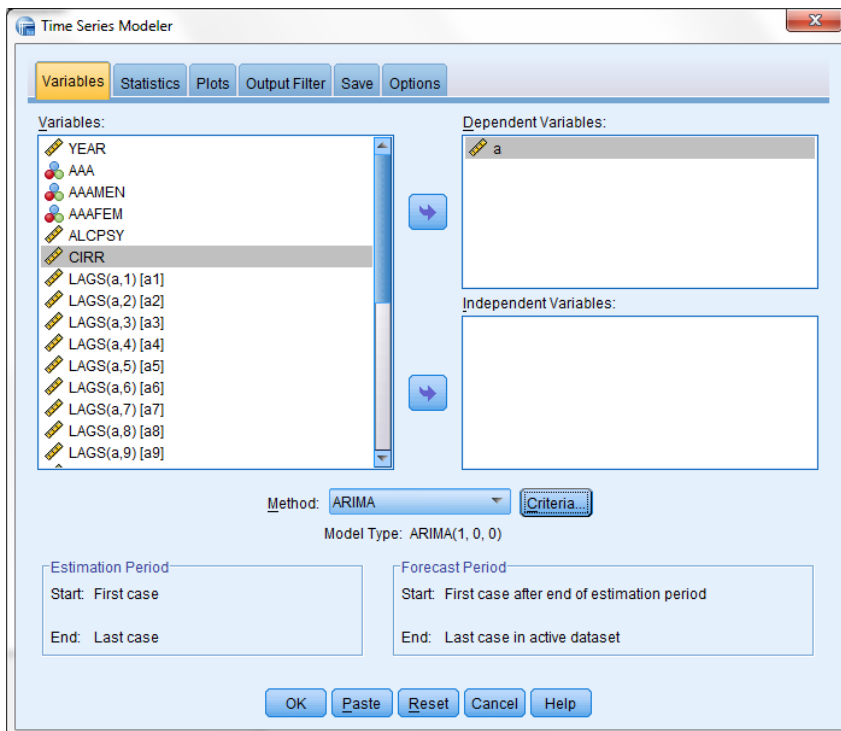 Time Series Modeler
Variables Statistics Plots Output Filter Save Options
Variables:
YEAR
AAA
AAAMEN
AAAFEM
ALCPSY
CIRR
LAGS(a,1) [a1]
LAGS(a,2) [a2]
LAGS(a,3) [a3]
LAGS(a,4) [a4]
LAGS(a,5) [a5]
LAGS(a,6) [a6]
LAGS(a,7) [a7]
LAGS(a,8) [a8]
LAGS(a,9) [a9]
Dependent Variables:
a
Independent Variables:
Method: ARIMA Criteria...
Model Type: ARIMA(1, 0, 0)
Estimation Period
Start: First case
End: Last case
Forecast Period
Start: First case after end of estimation period
End: Last case in active dataset
OK Paste Reset Cancel Help